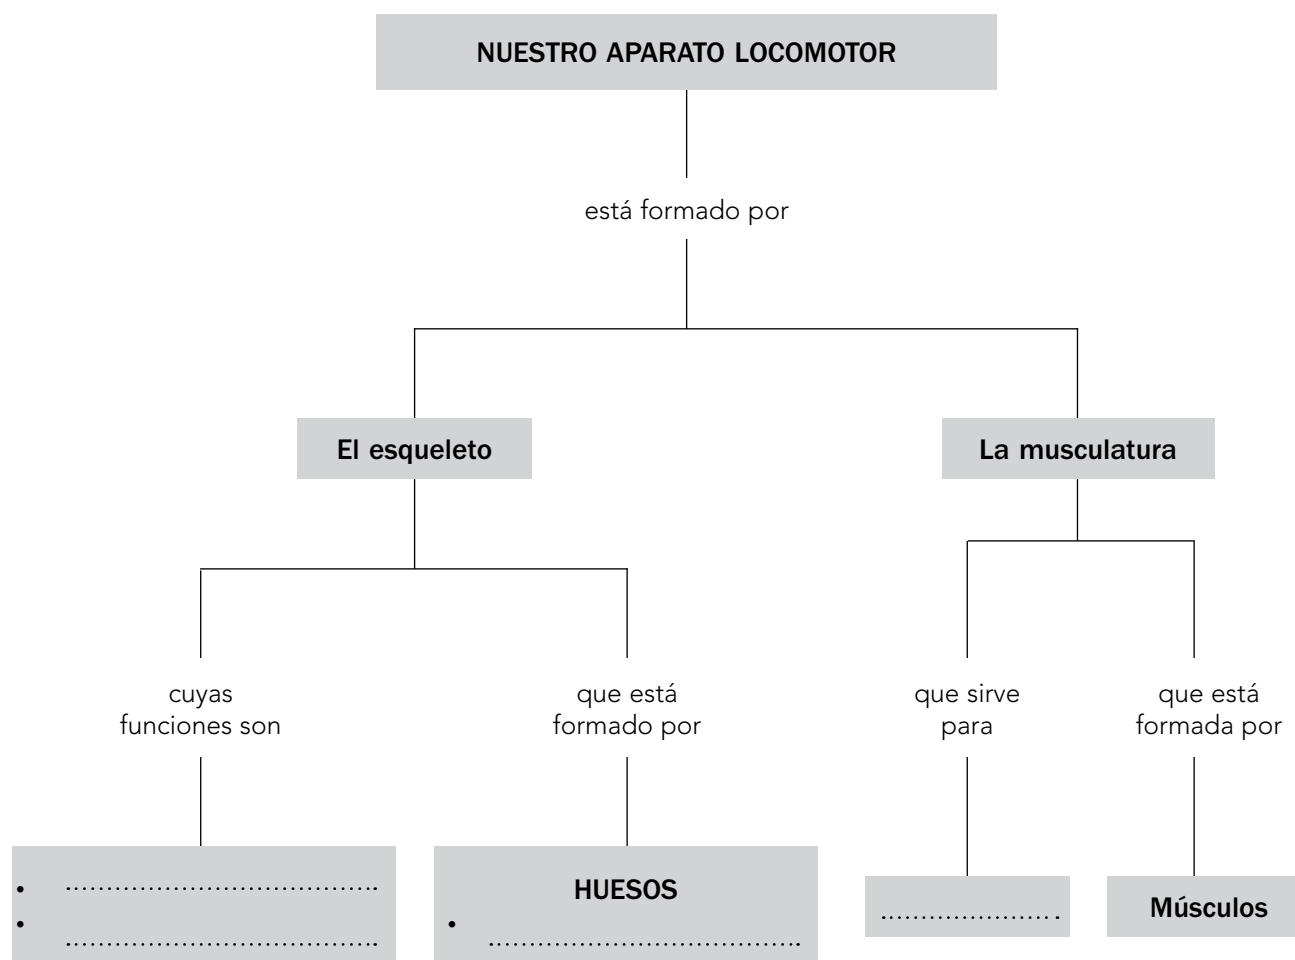 NUESTRO APARATO LOCOMOTOR
está formado por
El esqueleto
La musculatura
cuyas
funciones son
que está
formado por
que sirve
para
que está
formada por
• ......................................
•
......................................
HUESOS
•
......................................
......................
Músculos